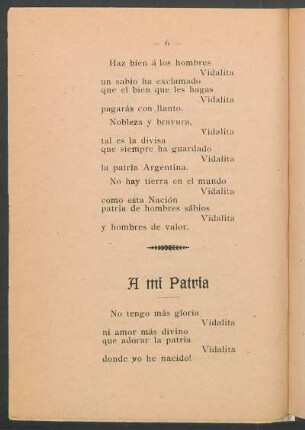 — 6 —
Haz bien á los hombres
Vidalita
un sabio ha exclamado
que el bien que les hagas
Vidalita
pagarás con llanto.
Nobleza y bravura,
Vidalita
tal es la divisa
que siempre ha guardado
Vidalita
la patria Argentina.
No hay tierra en el mundo
Vidalita
como esta Nación
patria de hombres sábios
Vidalita
y hombres de valor.
A mi Patria
No tengo más gloria
Vidalita
ni amor más divino
que adorar la patria
Vidalita
donde yo he nacido!